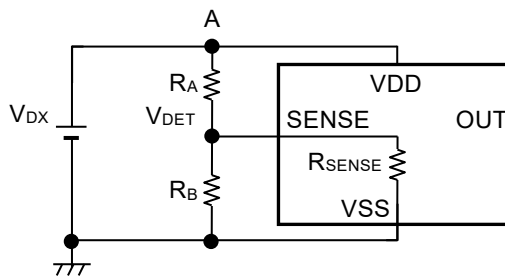 A
RA
VDD
VDX
VDET
SENSE
OUT
RSENSE
RB
VSS